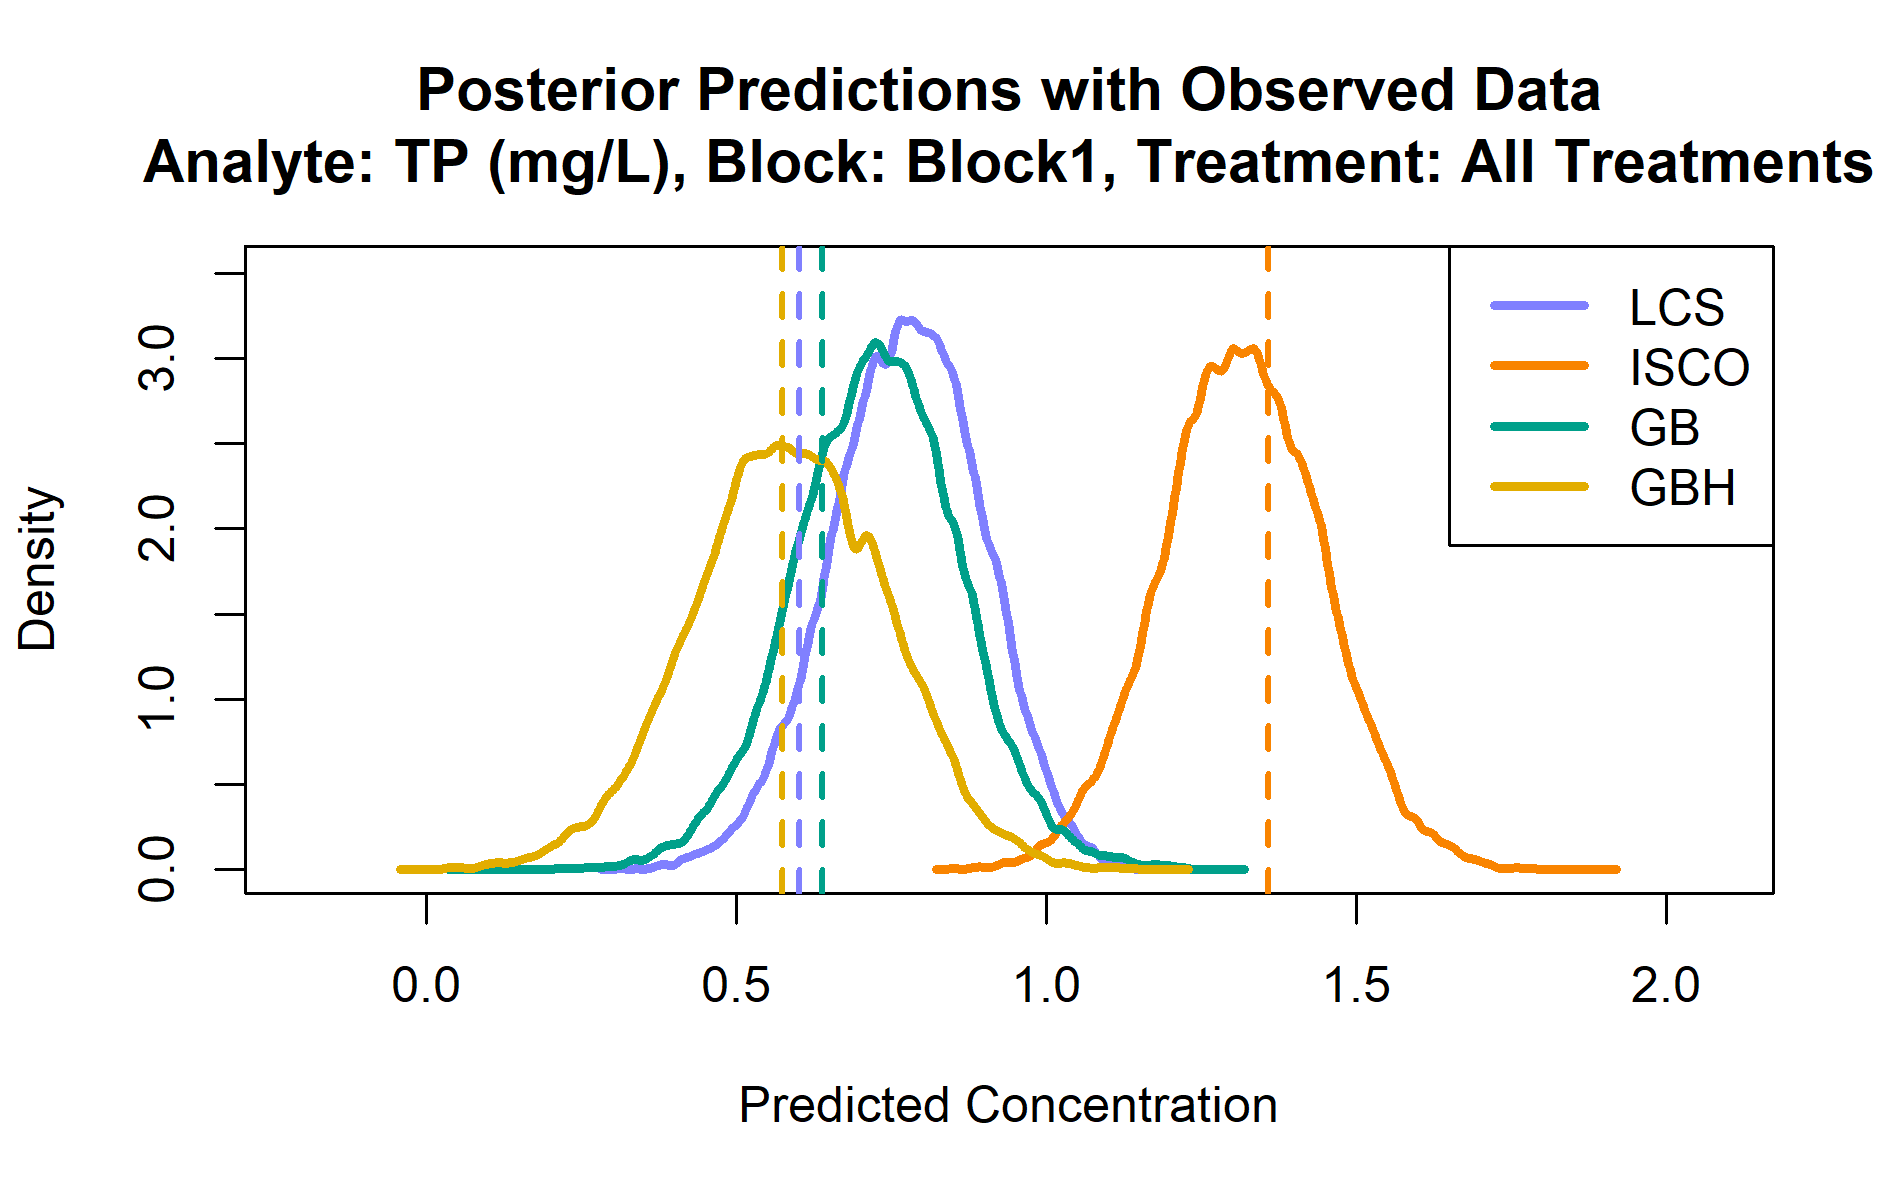 Posterior Predictions with Observed Data
Analyte: TP (mg/L), Block: Block1, Treatment: All Treatments
LCS
ISCO
GB
GBH
Density
0.0
1.0
2.0
3.0
0.0 0.5 1.0 1.5 2.0
Predicted Concentration